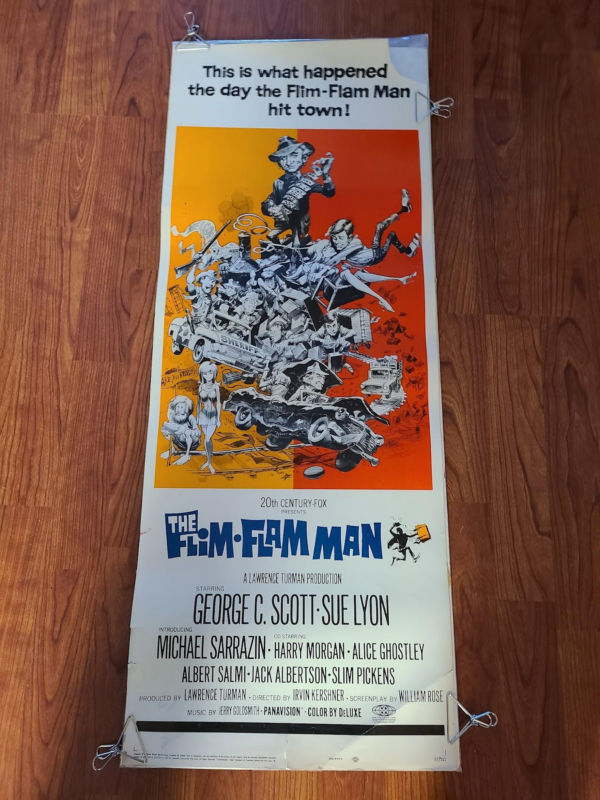 This is what happened
the day the Flim-Flam Man
hit town!
SHERIFF
20th CENTURY-FOX
PRESENTS
THE
FLIM·FLAM MAN
A LAWRENCE TURMAN PRODUCTION
STARRING
GEORGE C. SCOTT·SUE LYON
INTRODUCING CO-STARRING
MICHAEL SARRAZIN·HARRY MORGAN·ALICE GHOSTLEY
ALBERT SALMI·JACK ALBERTSON·SLIM PICKENS
PRODUCED BY LAWRENCE TURMAN · DIRECTED BY IRVIN KERSHNER · SCREENPLAY BY WILLIAM ROSE
MUSIC BY JERRY GOLDSMITH · PANAVISION® · COLOR BY DeLUXE